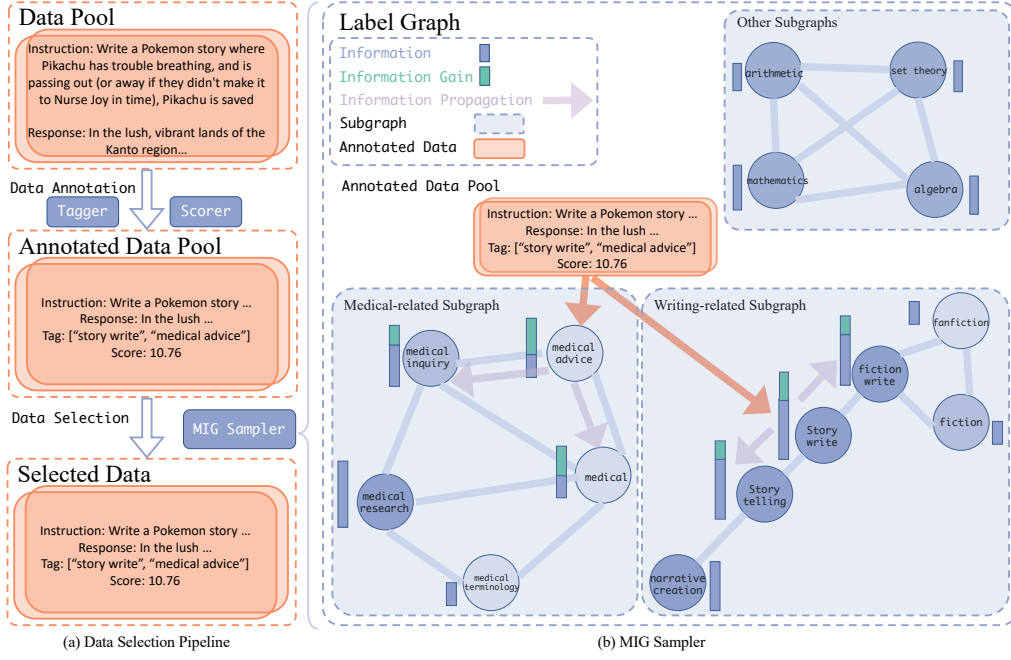 Data Pool
Instruction: Write a Pokemon story where
Pikachu has trouble breathing, and is
passing out (or away if they didn't make it
to Nurse Joy in time), Pikachu is saved
Response: In the lush, vibrant lands of the
Kanto region...
Data Annotation
Tagger
Scorer
Annotated Data Pool
Instruction: Write a Pokemon story ...
Response: In the lush ...
Tag: ["story write", "medical advice"]
Score: 10.76
Data Selection
MIG Sampler
Selected Data
Instruction: Write a Pokemon story ...
Response: In the lush ...
Tag: ["story write", "medical advice"]
Score: 10.76
(a) Data Selection Pipeline
Label Graph
Information
Information Gain
Information Propagation
Subgraph
Annotated Data
Other Subgraphs
arithmetic
set theory
mathematics
algebra
Annotated Data Pool
Instruction: Write a Pokemon story ...
Response: In the lush ...
Tag: ["story write", "medical advice"]
Score: 10.76
Medical-related Subgraph
medical
inquiry
medical
advice
medical
research
medical
medical
terminology
Writing-related Subgraph
fanfiction
fiction
write
fiction
Story
write
Story
telling
narrative
creation
(b) MIG Sampler